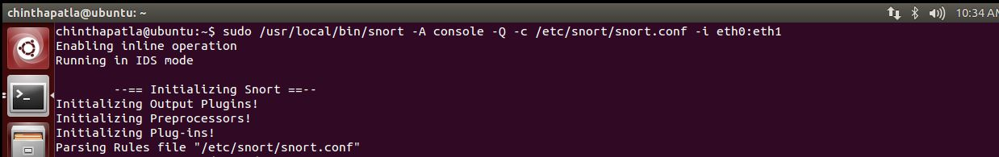 chinthapatla@ubuntu: ~
10:34 AM
chinthapatla@ubuntu:~$ sudo /usr/local/bin/snort -A console -Q -c /etc/snort/snort.conf -i eth0:eth1
Enabling inline operation
Running in IDS mode
--== Initializing Snort ==--
Initializing Output Plugins!
Initializing Preprocessors!
Initializing Plug-ins!
Parsing Rules file "/etc/snort/snort.conf"